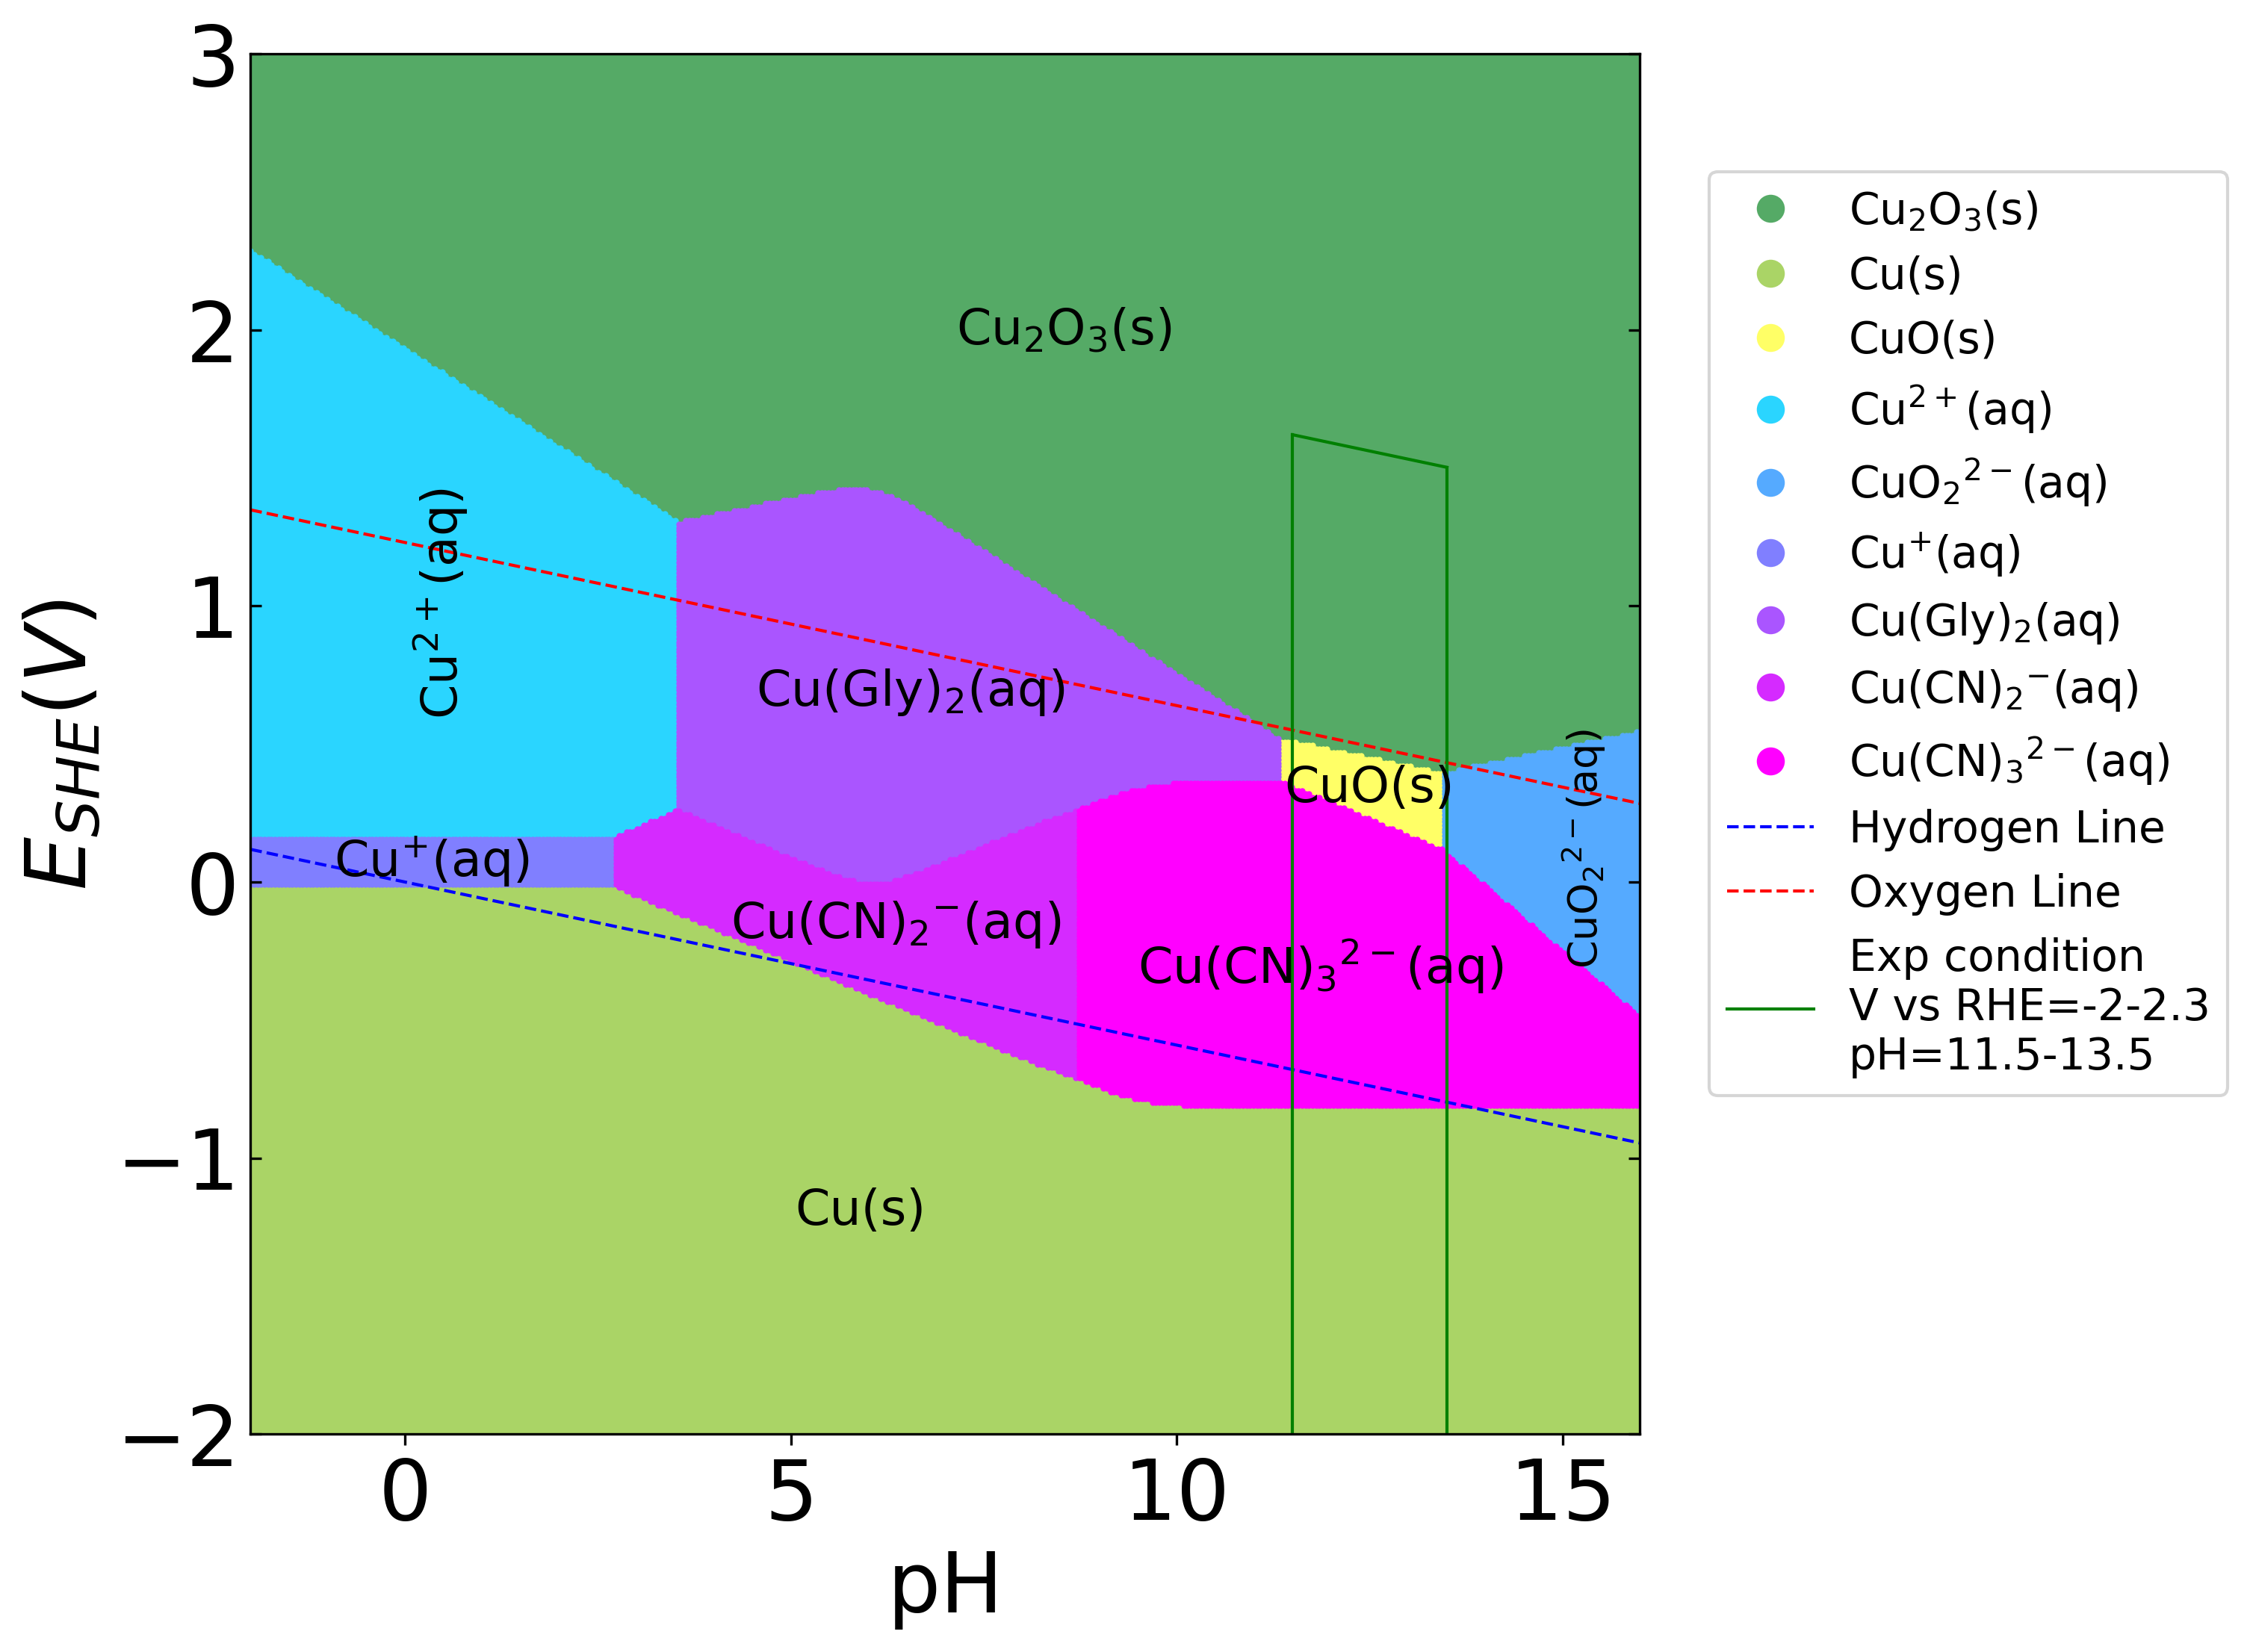 3
2
1
0
−1
−2
E_{SHE}(V)
0
5
10
15
pH
Cu₂O₃(s)
Cu²⁺(aq)
Cu(Gly)₂(aq)
CuO(s)
CuO₂²⁻(aq)
Cu⁺(aq)
Cu(CN)₂⁻(aq)
Cu(CN)₃²⁻(aq)
Cu(s)
Cu₂O₃(s)
Cu(s)
CuO(s)
Cu²⁺(aq)
CuO₂²⁻(aq)
Cu⁺(aq)
Cu(Gly)₂(aq)
Cu(CN)₂⁻(aq)
Cu(CN)₃²⁻(aq)
Hydrogen Line
Oxygen Line
Exp condition
V vs RHE=-2-2.3
pH=11.5-13.5